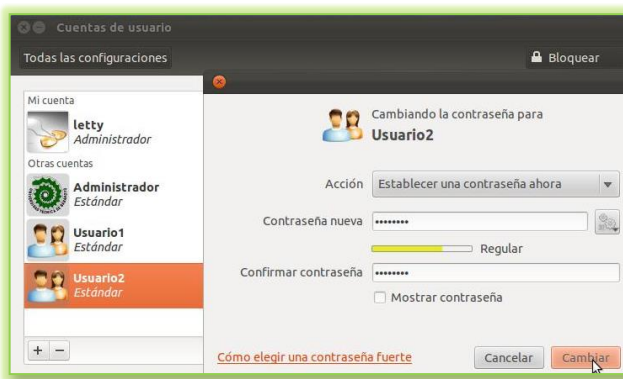 Cuentas de usuario
Todas las configuraciones
Bloquear
Mi cuenta
letty
Administrador
Otras cuentas
Administrador
Estándar
Usuario1
Estándar
Usuario2
Estándar
Cambiando la contraseña para
Usuario2
Acción Establecer una contraseña ahora
Contraseña nueva ••••••••
Regular
Confirmar contraseña ••••••••
Mostrar contraseña
Cómo elegir una contraseña fuerte
Cancelar
Cambiar